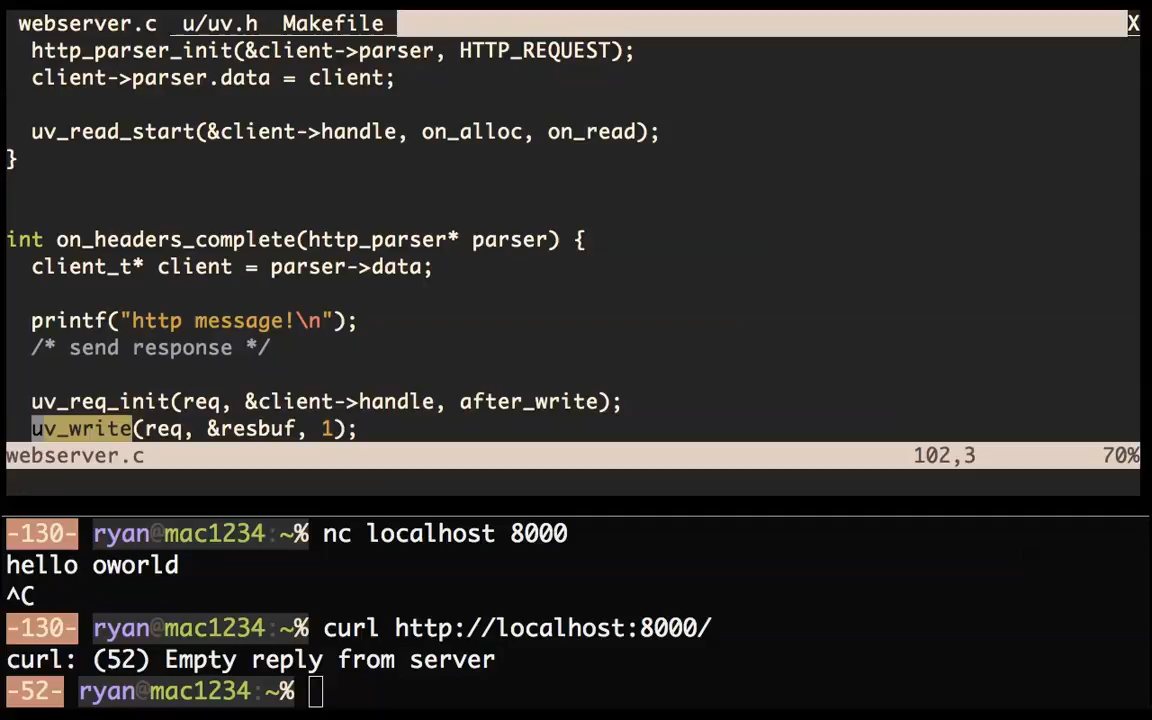 webserver.c  u/uv.h  Makefile X
http_parser_init(&client->parser, HTTP_REQUEST);
client->parser.data = client;
uv_read_start(&client->handle, on_alloc, on_read);
}
int on_headers_complete(http_parser* parser) {
client_t* client = parser->data;
printf("http message!\n");
/* send response */
uv_req_init(req, &client->handle, after_write);
uv_write(req, &resbuf, 1);
webserver.c 102,3 70%
-130- ryan@mac1234:~% nc localhost 8000
hello oworld
^C
-130- ryan@mac1234:~% curl http://localhost:8000/
curl: (52) Empty reply from server
-52- ryan@mac1234:~%